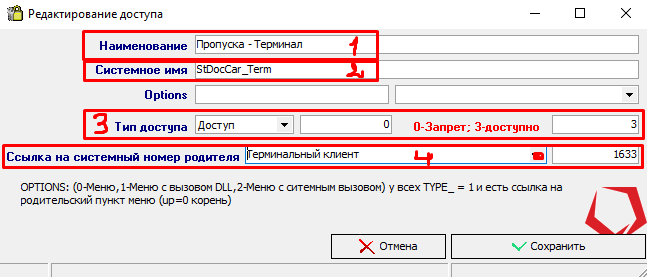 Редактирование доступа
Наименование Пропуска - Терминал 1
Системное имя StDocCar_Term 2
Options
3 Тип доступа Доступ 0 0-Запрет; 3-доступно 3
Ссылка на системный номер родителя Терминальный клиент 4 1633
OPTIONS: (0-Меню,1-Меню с вызовом DLL,2-Меню с ситемным вызовом) у всех TYPE_ = 1 и есть ссылка на
родительский пункт меню (up=0 корень)
Отмена Сохранить